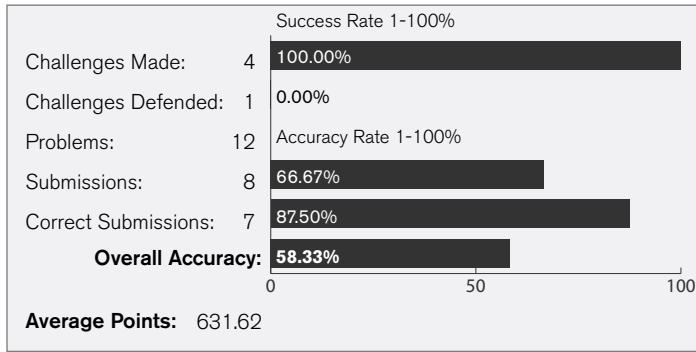 Success Rate 1-100%
Challenges Made: 4 100.00%
Challenges Defended: 1 0.00%
Problems: 12 Accuracy Rate 1-100%
Submissions: 8 66.67%
Correct Submissions: 7 87.50%
Overall Accuracy: 58.33%
0 50 100
Average Points: 631.62